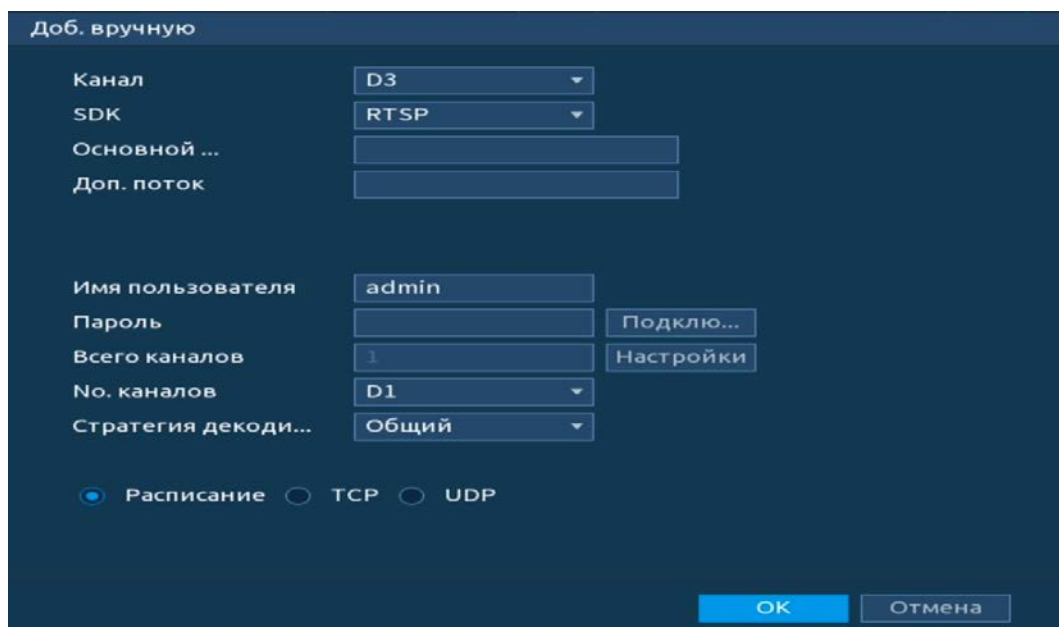 Доб. вручную
Канал D3
SDK RTSP
Основной ...
Доп. поток
Имя пользователя admin
Пароль Подклю...
Всего каналов 1 Настройки
No. каналов D1
Стратегия декоди... Общий
Расписание TCP UDP
OK Отмена